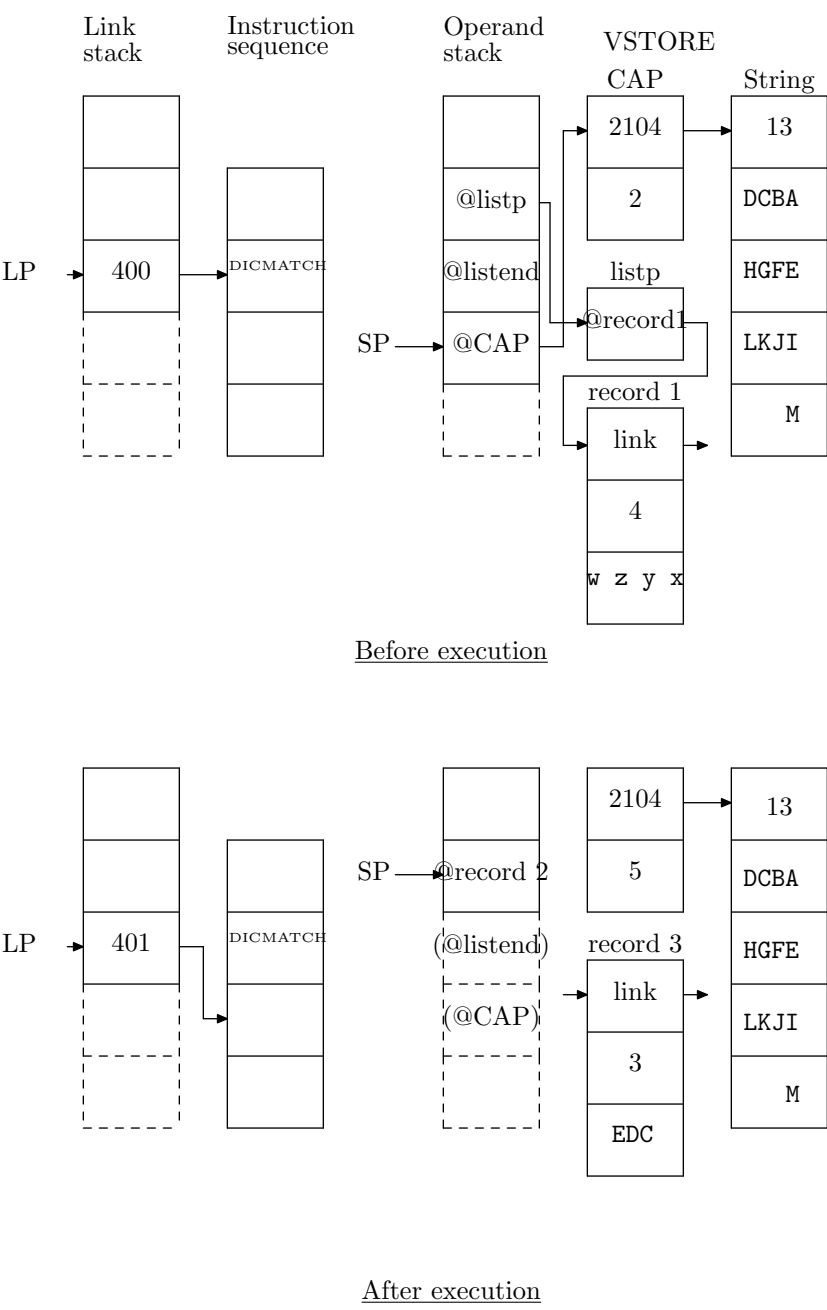 Link stack
Instruction sequence
Operand stack
VSTORE
CAP
String
2104
13
@listp
2
DCBA
LP
400
DICMATCH
@listend
listp
HGFE
SP
@CAP
@record1
LKJI
record 1
link
M
4
w z y x
Before execution
2104
13
SP
@record 2
5
DCBA
LP
401
DICMATCH
(@listend)
record 3
HGFE
(@CAP)
link
LKJI
3
M
EDC
After execution